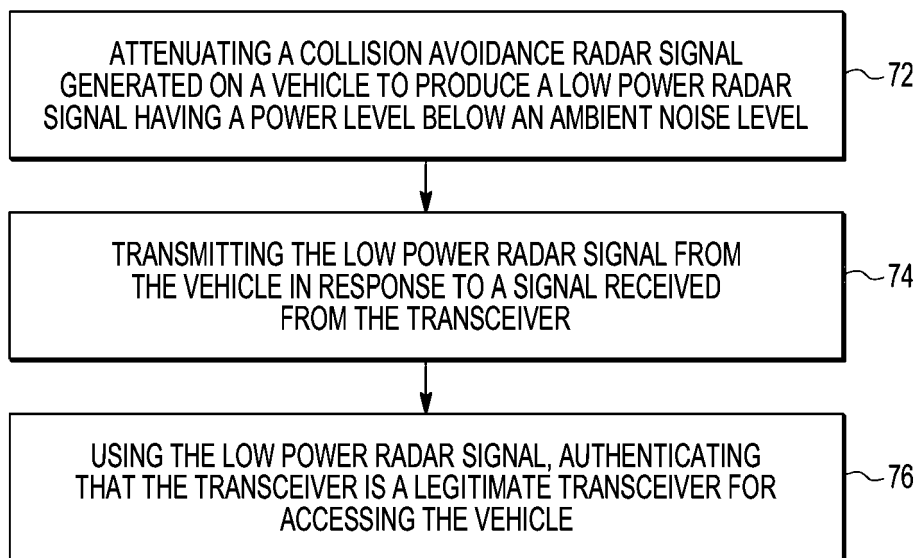 ATTENUATING A COLLISION AVOIDANCE RADAR SIGNAL
GENERATED ON A VEHICLE TO PRODUCE A LOW POWER RADAR
SIGNAL HAVING A POWER LEVEL BELOW AN AMBIENT NOISE LEVEL
72
TRANSMITTING THE LOW POWER RADAR SIGNAL FROM
THE VEHICLE IN RESPONSE TO A SIGNAL RECEIVED
FROM THE TRANSCEIVER
74
USING THE LOW POWER RADAR SIGNAL, AUTHENTICATING
THAT THE TRANSCEIVER IS A LEGITIMATE TRANSCEIVER FOR
ACCESSING THE VEHICLE
76